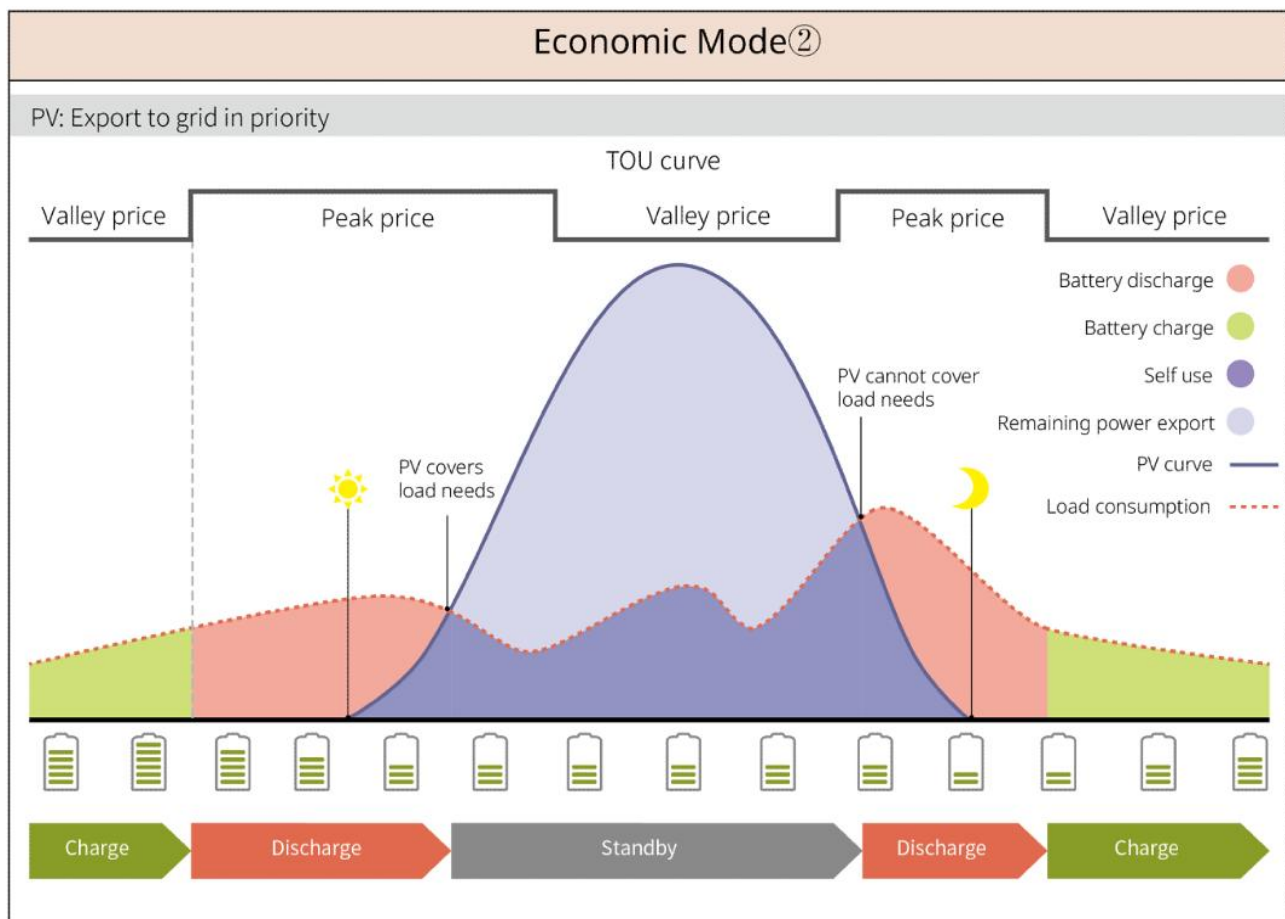 Economic Mode②
PV: Export to grid in priority
TOU curve
Valley price
Peak price
Valley price
Peak price
Valley price
Battery discharge
Battery charge
Self use
Remaining power export
PV curve
Load consumption
PV cannot cover
load needs
PV covers
load needs
Charge
Discharge
Standby
Discharge
Charge